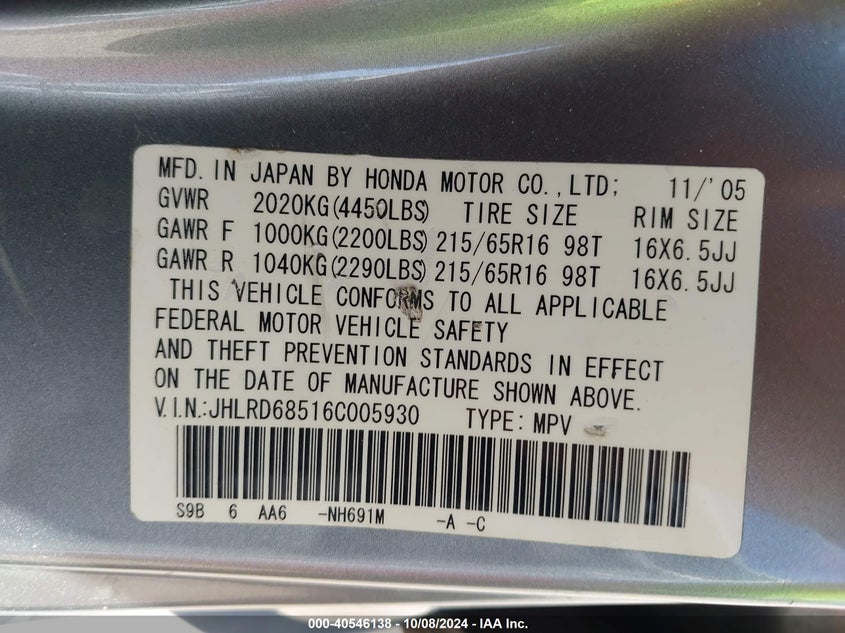 MFD. IN JAPAN BY HONDA MOTOR CO.,LTD; 11/'05
GVWR 2020KG(4450LBS) TIRE SIZE RIM SIZE
GAWR F 1000KG(2200LBS) 215/65R16 98T 16X6.5JJ
GAWR R 1040KG(2290LBS) 215/65R16 98T 16X6.5JJ
THIS VEHICLE CONFORMS TO ALL APPLICABLE
FEDERAL MOTOR VEHICLE SAFETY
AND THEFT PREVENTION STANDARDS IN EFFECT
ON THE DATE OF MANUFACTURE SHOWN ABOVE.
V.I.N.:JHLRD68516C005930 TYPE: MPV
S9B 6 AA6 -NH691M -A -C
000-40546138 - 10/08/2024 - IAA Inc.